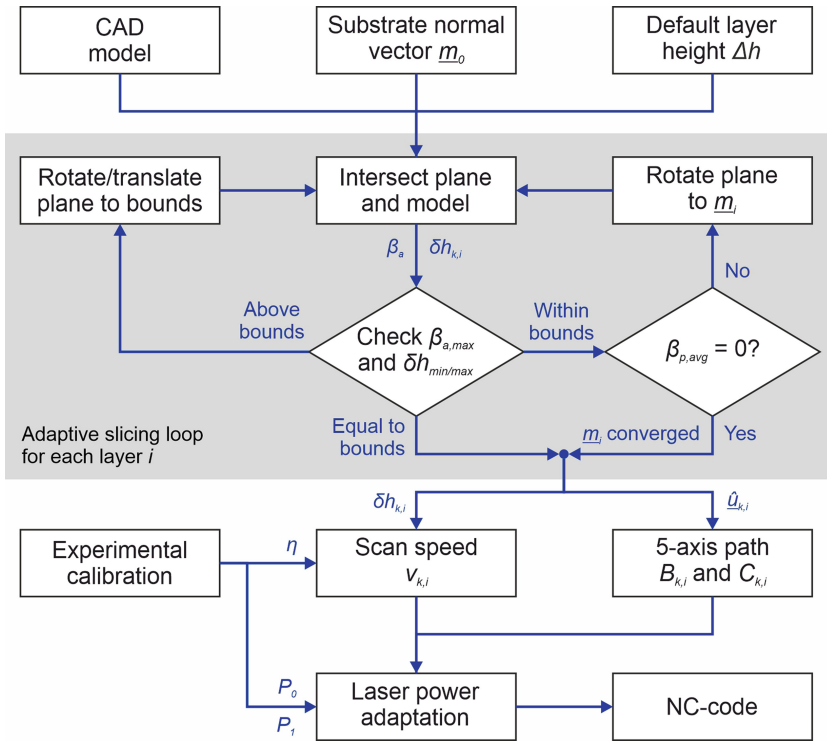 CAD
model
Substrate normal
vector m₀
Default layer
height Δh
Rotate/translate
plane to bounds
Intersect plane
and model
Rotate plane
to mᵢ
βₐ
δhₖ,ᵢ
No
Above
bounds
Within
bounds
Check βa,max
and δhmin/max
βp,avg = 0?
Adaptive slicing loop
for each layer i
Equal to
bounds
mᵢ converged
Yes
δhₖ,ᵢ
ûₖ,ᵢ
Experimental
calibration
η
Scan speed
vₖ,ᵢ
5-axis path
Bₖ,ᵢ and Cₖ,ᵢ
P₀
P₁
Laser power
adaptation
NC-code